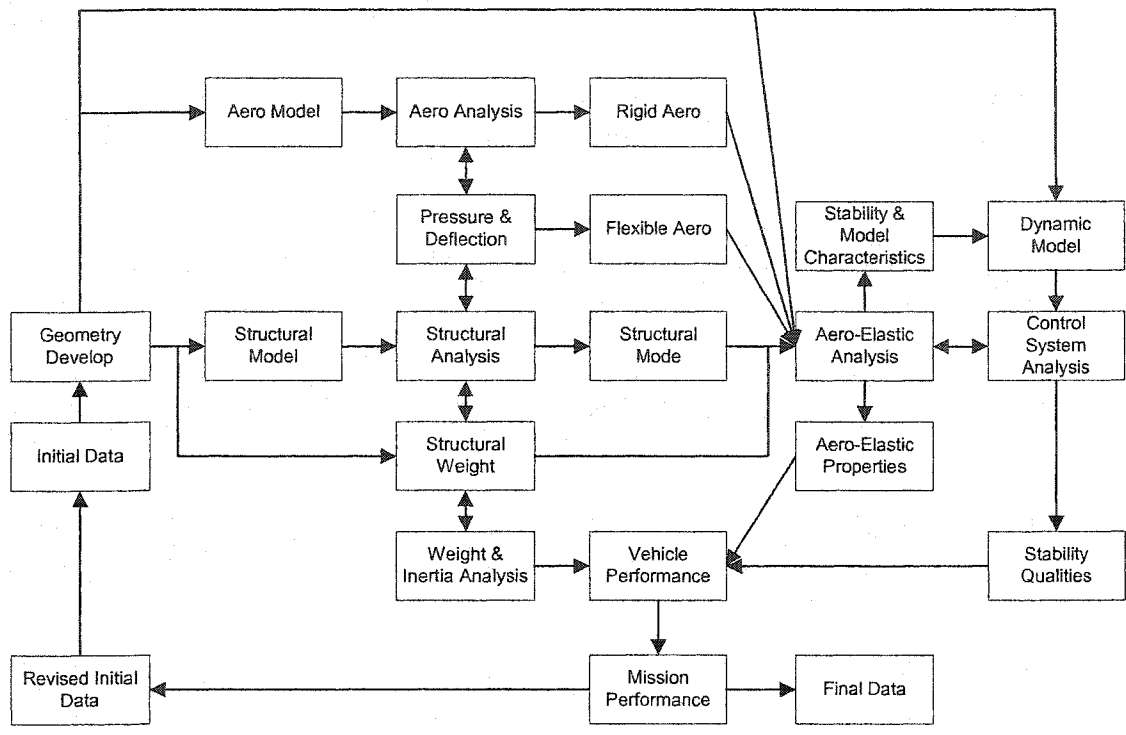 Aero Model
Aero Analysis
Rigid Aero
Pressure &
Deflection
Flexible Aero
Stability &
Model
Characteristics
Dynamic
Model
Geometry
Develop
Structural
Model
Structural
Analysis
Structural
Mode
Aero-Elastic
Analysis
Control
System
Analysis
Initial Data
Structural
Weight
Aero-Elastic
Properties
Weight &
Inertia Analysis
Vehicle
Performance
Stability
Qualities
Revised Initial
Data
Mission
Performance
Final Data